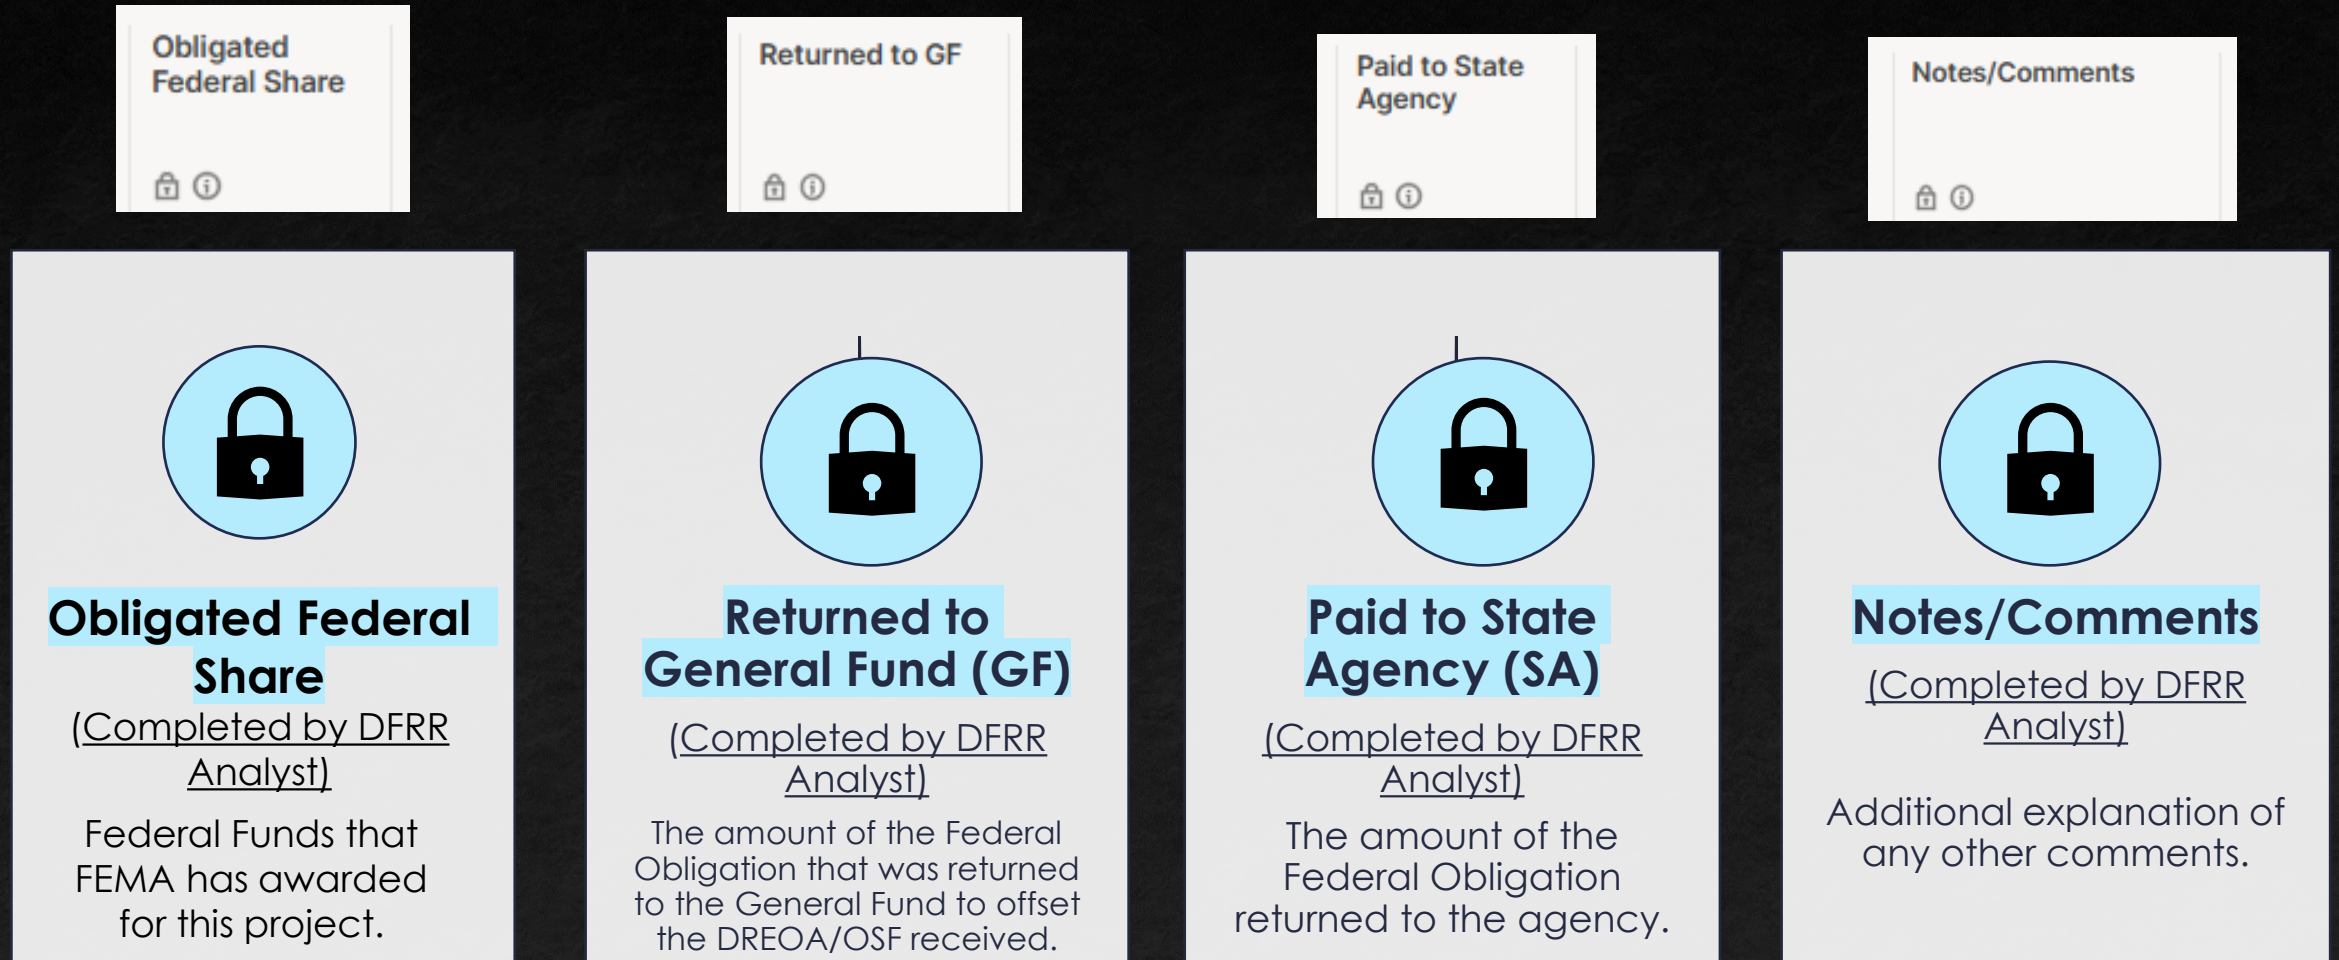 Obligated
Federal Share
Returned to GF
Paid to State
Agency
Notes/Comments
Obligated Federal
Share
(Completed by DFRR
Analyst)
Federal Funds that
FEMA has awarded
for this project.
Returned to
General Fund (GF)
(Completed by DFRR
Analyst)
The amount of the Federal
Obligation that was returned
to the General Fund to offset
the DREOA/OSF received.
Paid to State
Agency (SA)
(Completed by DFRR
Analyst)
The amount of the
Federal Obligation
returned to the agency.
Notes/Comments
(Completed by DFRR
Analyst)
Additional explanation of
any other comments.